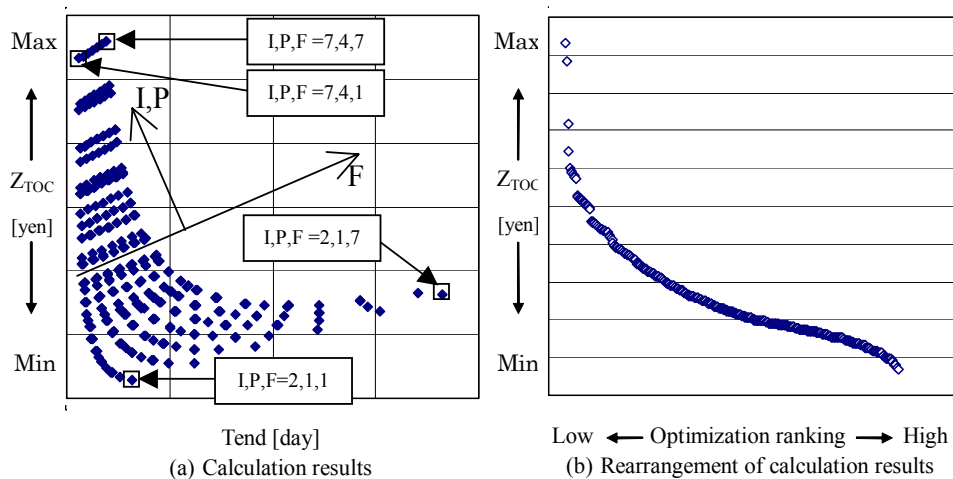 Max
Z_TOC
[yen]
Min
I,P,F =7,4,7
I,P,F =7,4,1
I,P
F
I,P,F =2,1,7
I,P,F=2,1,1
Tend [day]
(a) Calculation results
Max
Z_TOC
[yen]
Min
Low Optimization ranking High
(b) Rearrangement of calculation results